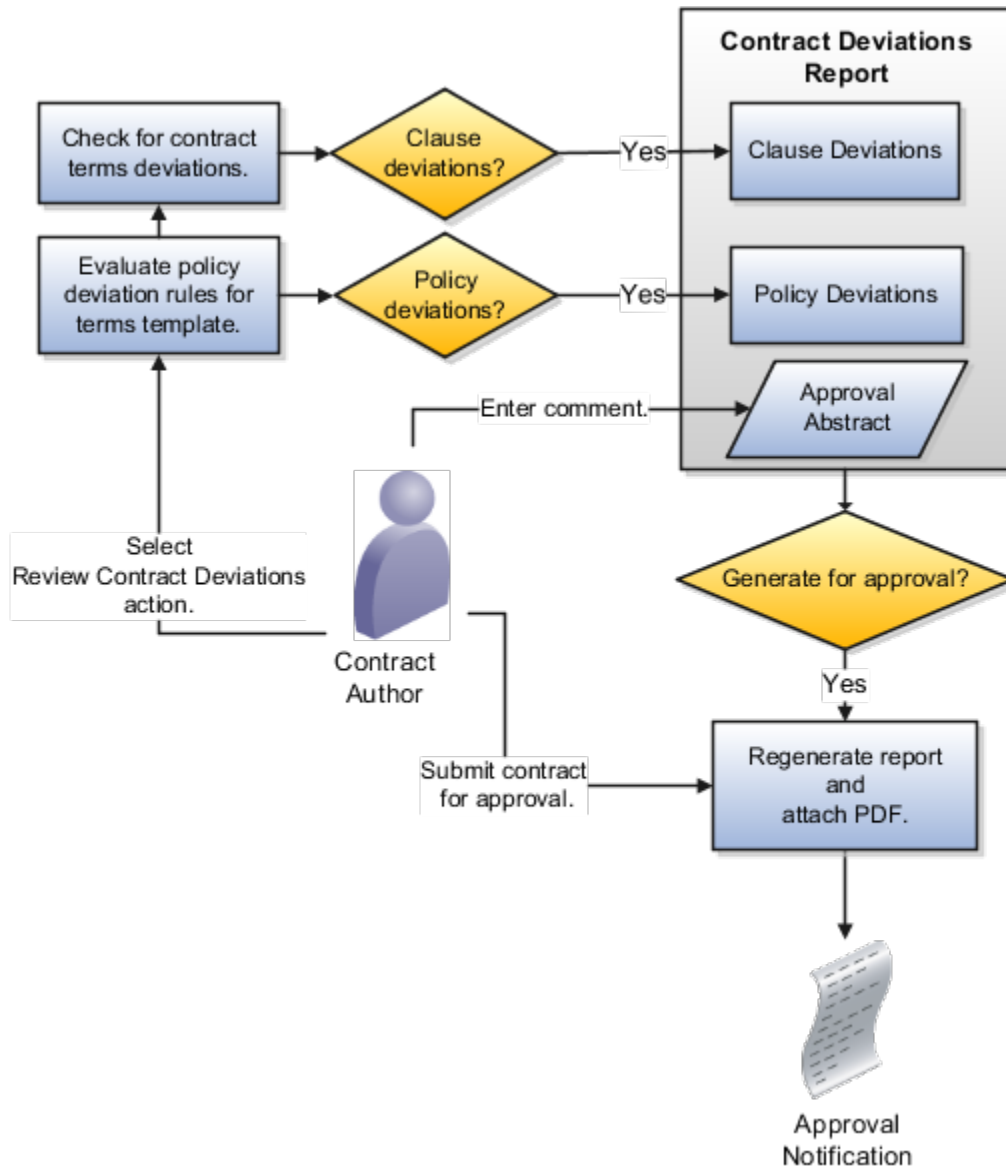 Contract Deviations
Report
Check for contract
terms deviations.
Clause
deviations?
Yes
Clause Deviations
Evaluate policy
deviation rules for
terms template.
Policy
deviations?
Yes
Policy Deviations
Enter comment.
Approval
Abstract
Select
Review Contract Deviations
action.
Contract
Author
Generate for approval?
Yes
Submit contract
for approval.
Regenerate report
and
attach PDF.
Approval
Notification